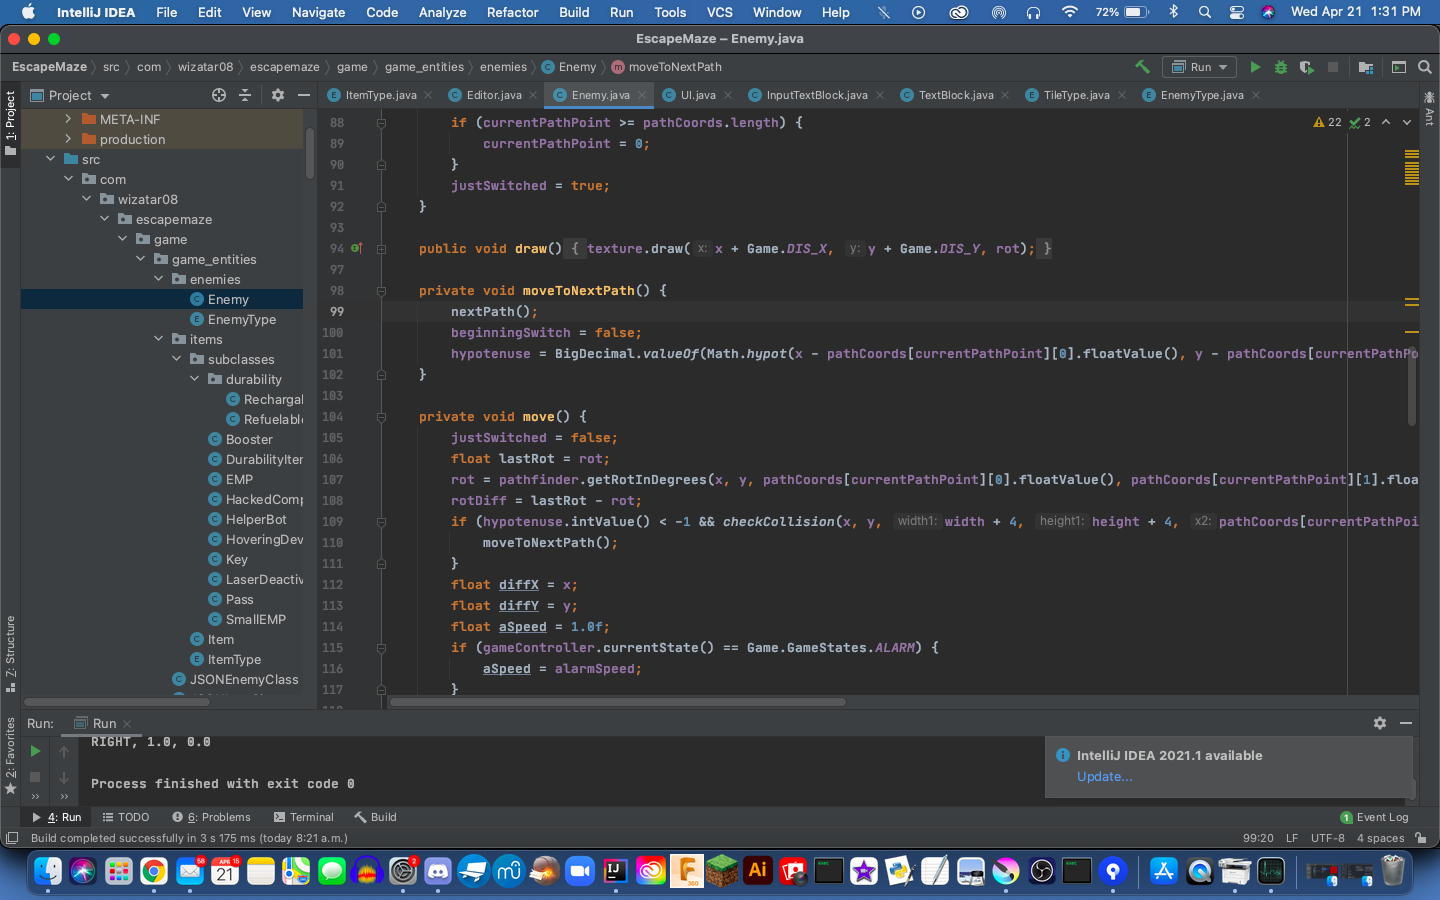 IntelliJ IDEA File Edit View Navigate Code Analyze Refactor Build Run Tools VCS Window Help 72% Wed Apr 21 1:31 PM
EscapeMaze – Enemy.java
EscapeMaze src com wizatar08 escapemaze game game_entities enemies Enemy moveToNextPath Run
Project
ItemType.java Editor.java Enemy.java UI.java InputTextBlock.java TextBlock.java TileType.java EnemyType.java
1: Project
Ant
Z: Structure
2: Favorites
META-INF
production
src
com
wizatar08
escapemaze
game
game_entities
enemies
Enemy
EnemyType
items
subclasses
durability
Rechargal
Refuelable
Booster
DurabilityIter
EMP
HackedComp
HelperBot
HoveringDev
Key
LaserDeactiv
Pass
SmallEMP
Item
ItemType
JSONEnemyClass
22 2
88 if (currentPathPoint >= pathCoords.length) {
89 currentPathPoint = 0;
90 }
91 justSwitched = true;
92 }
93
94 public void draw() { texture.draw( x: x + Game.DIS_X, y: y + Game.DIS_Y, rot); }
97
98 private void moveToNextPath() {
99 nextPath();
100 beginningSwitch = false;
101 hypotenuse = BigDecimal.valueOf(Math.hypot(x - pathCoords[currentPathPoint][0].floatValue(), y - pathCoords[currentPathPo
102 }
103
104 private void move() {
105 justSwitched = false;
106 float lastRot = rot;
107 rot = pathfinder.getRotInDegrees(x, y, pathCoords[currentPathPoint][0].floatValue(), pathCoords[currentPathPoint][1].floa
108 rotDiff = lastRot - rot;
109 if (hypotenuse.intValue() < -1 && checkCollision(x, y, width1: width + 4, height1: height + 4, x2: pathCoords[currentPathPoi
110 moveToNextPath();
111 }
112 float diffX = x;
113 float diffY = y;
114 float aSpeed = 1.0f;
115 if (gameController.currentState() == Game.GameStates.ALARM) {
116 aSpeed = alarmSpeed;
117 }
Run: Run
RIGHT, 1.0, 0.0
Process finished with exit code 0
IntelliJ IDEA 2021.1 available
Update...
4: Run TODO 6: Problems Terminal Build 1 Event Log
Build completed successfully in 3 s 175 ms (today 8:21 a.m.) 99:20 LF UTF-8 4 spaces
58 APR 21 15 2 IJ F 360 Ai